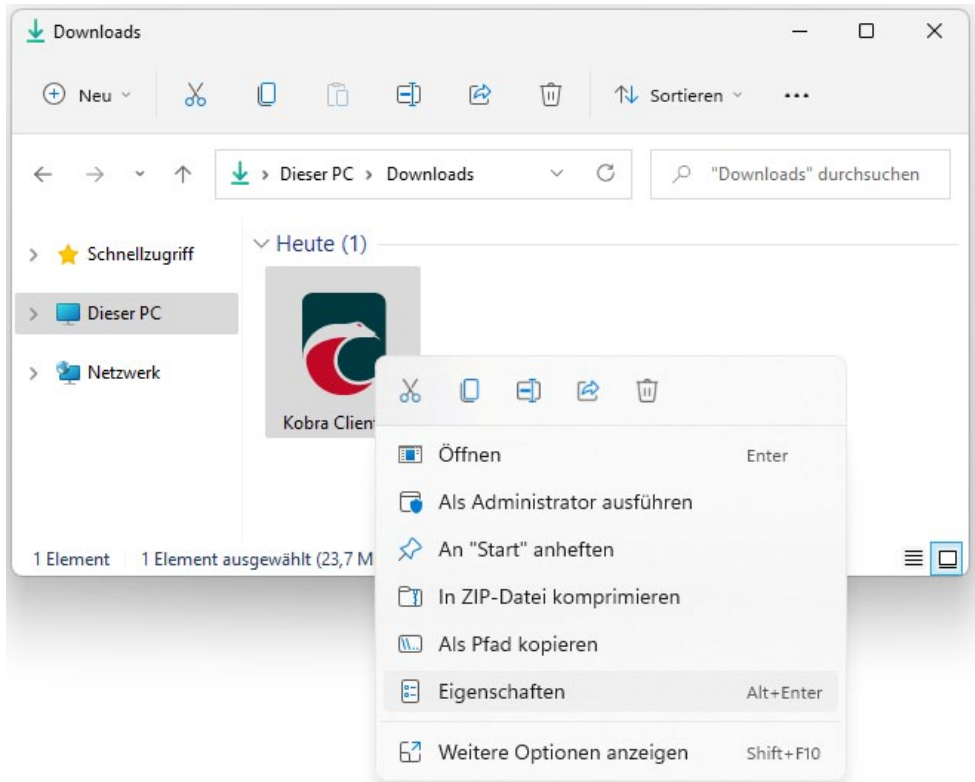 Downloads
Neu
Sortieren
Dieser PC > Downloads
"Downloads" durchsuchen
Schnellzugriff
Dieser PC
Netzwerk
Heute (1)
Kobra Clien
Öffnen Enter
Als Administrator ausführen
An "Start" anheften
In ZIP-Datei komprimieren
Als Pfad kopieren
Eigenschaften Alt+Enter
Weitere Optionen anzeigen Shift+F10
1 Element 1 Element ausgewählt (23,7 M